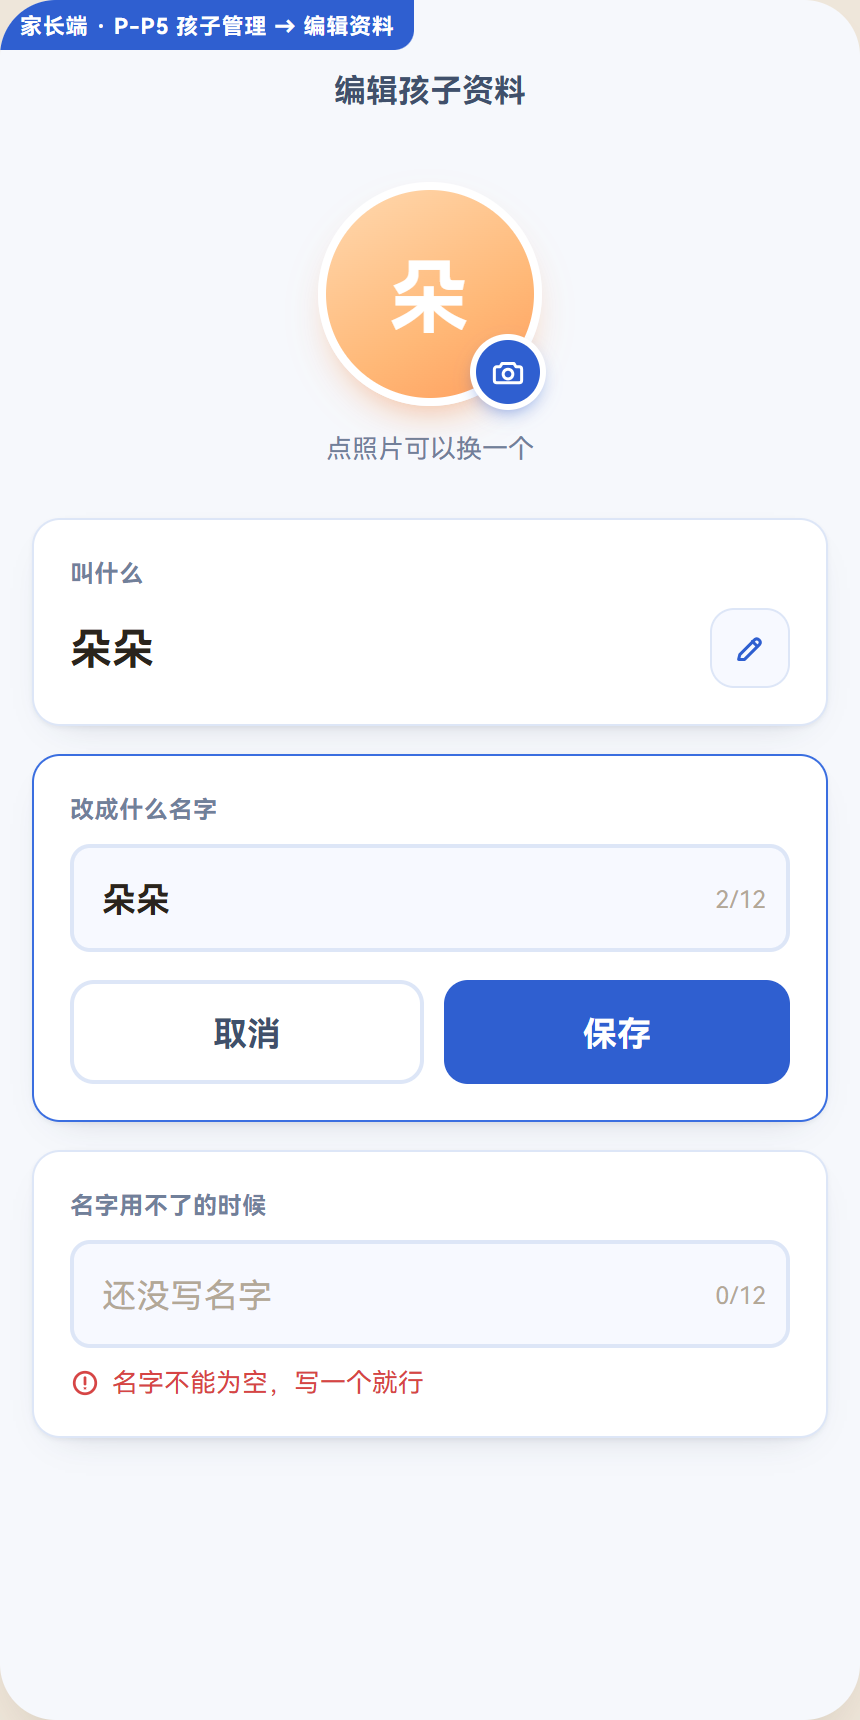 家长端 · P-P5 孩子管理 → 编辑资料
编辑孩子资料
朵
点照片可以换一个
叫什么
朵朵
改成什么名字
朵朵
2/12
取消
保存
名字用不了的时候
还没写名字
0/12
名字不能为空，写一个就行